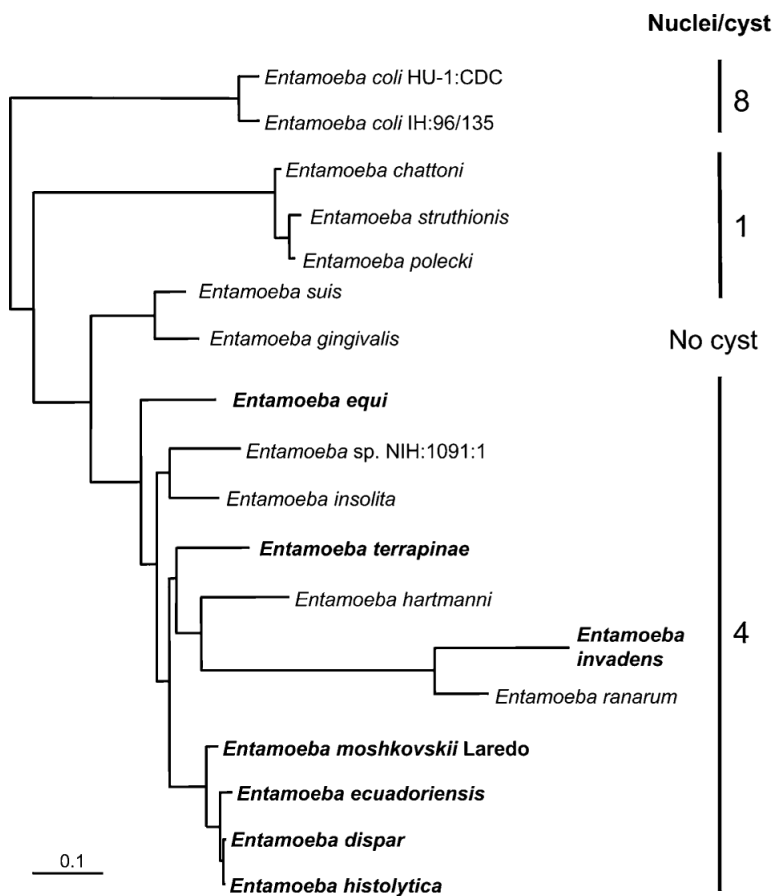 Nuclei/cyst
Entamoeba coli HU-1:CDC
8
Entamoeba coli IH:96/135
Entamoeba chattoni
Entamoeba struthionis
1
Entamoeba polecki
Entamoeba suis
Entamoeba gingivalis
No cyst
Entamoeba equi
Entamoeba sp. NIH:1091:1
Entamoeba insolita
Entamoeba terrapinae
Entamoeba hartmanni
4
Entamoeba
invadens
Entamoeba ranarum
Entamoeba moshkovskii Laredo
Entamoeba ecuadoriensis
Entamoeba dispar
0.1
Entamoeba histolytica